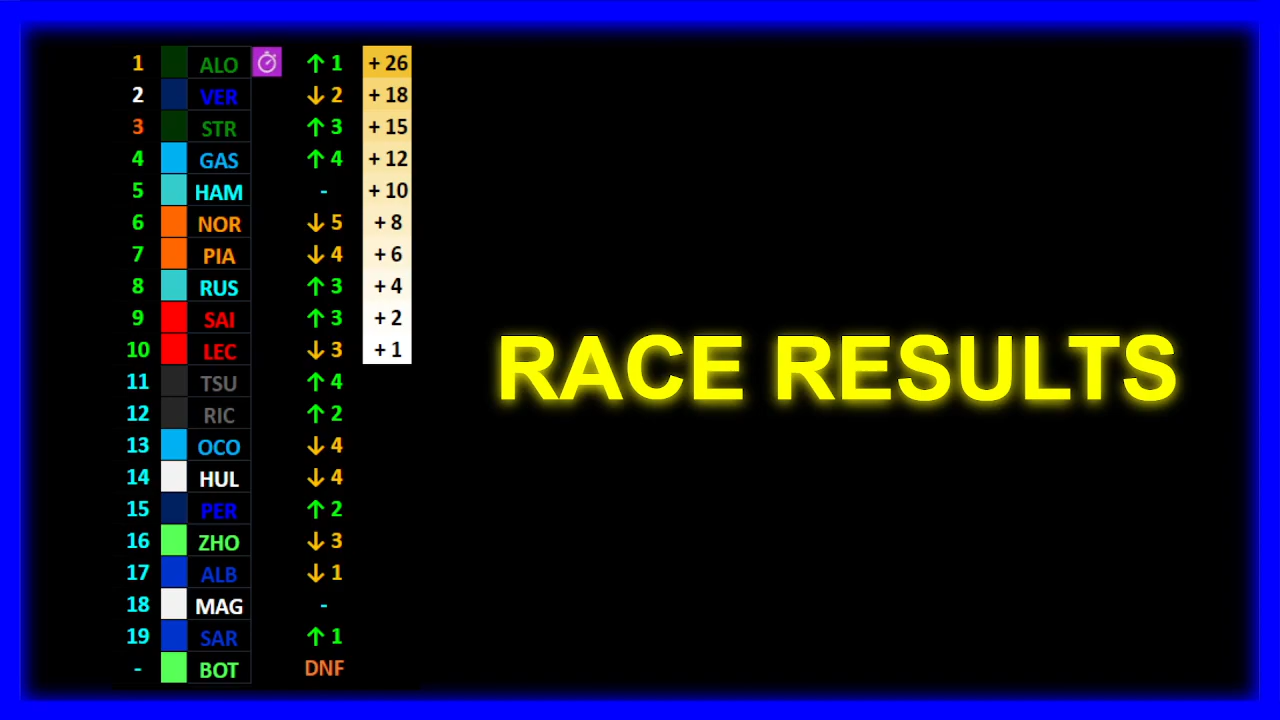 1 ALO ↑ 1 + 26
2 VER ↓ 2 + 18
3 STR ↑ 3 + 15
4 GAS ↑ 4 + 12
5 HAM - + 10
6 NOR ↓ 5 + 8
7 PIA ↓ 4 + 6
8 RUS ↑ 3 + 4
9 SAI ↑ 3 + 2
10 LEC ↓ 3 + 1
11 TSU ↑ 4
12 RIC ↑ 2
13 OCO ↓ 4
14 HUL ↓ 4
15 PER ↑ 2
16 ZHO ↓ 3
17 ALB ↓ 1
18 MAG -
19 SAR ↑ 1
- BOT DNF
RACE RESULTS